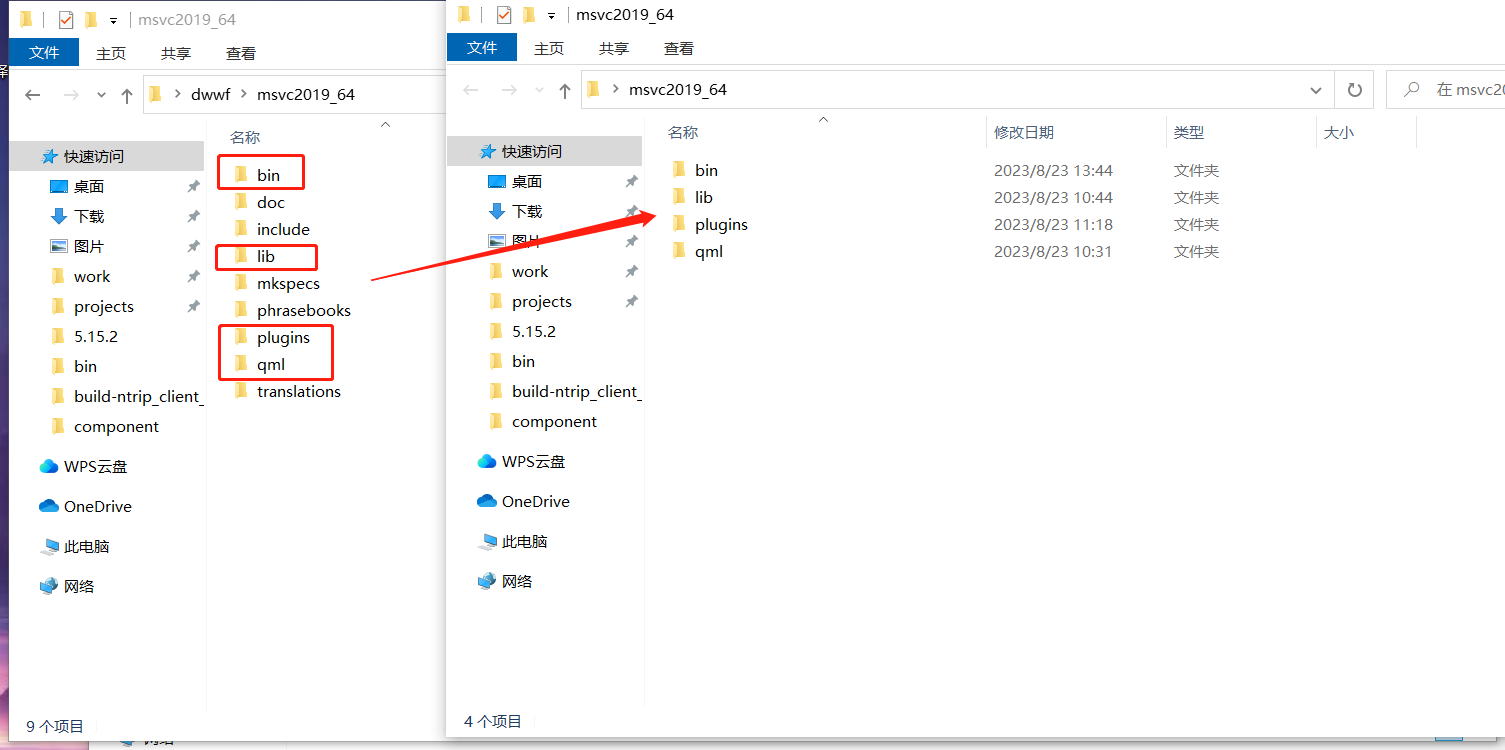 msvc2019_64
文件 主页 共享 查看
dwwf msvc2019_64
名称
快速访问
桌面
下载
图片
work
projects
5.15.2
bin
build-ntrip_client_
component
WPS云盘
OneDrive
此电脑
网络
bin
doc
include
lib
mkspecs
phrasebooks
plugins
qml
translations
9 个项目
msvc2019_64
文件 主页 共享 查看
msvc2019_64
在 msvc20
名称 修改日期 类型 大小
快速访问
桌面
下载
图片
work
projects
5.15.2
bin
build-ntrip_client_
component
WPS云盘
OneDrive
此电脑
网络
bin 2023/8/23 13:44 文件夹
lib 2023/8/23 10:44 文件夹
plugins 2023/8/23 11:18 文件夹
qml 2023/8/23 10:31 文件夹
4 个项目